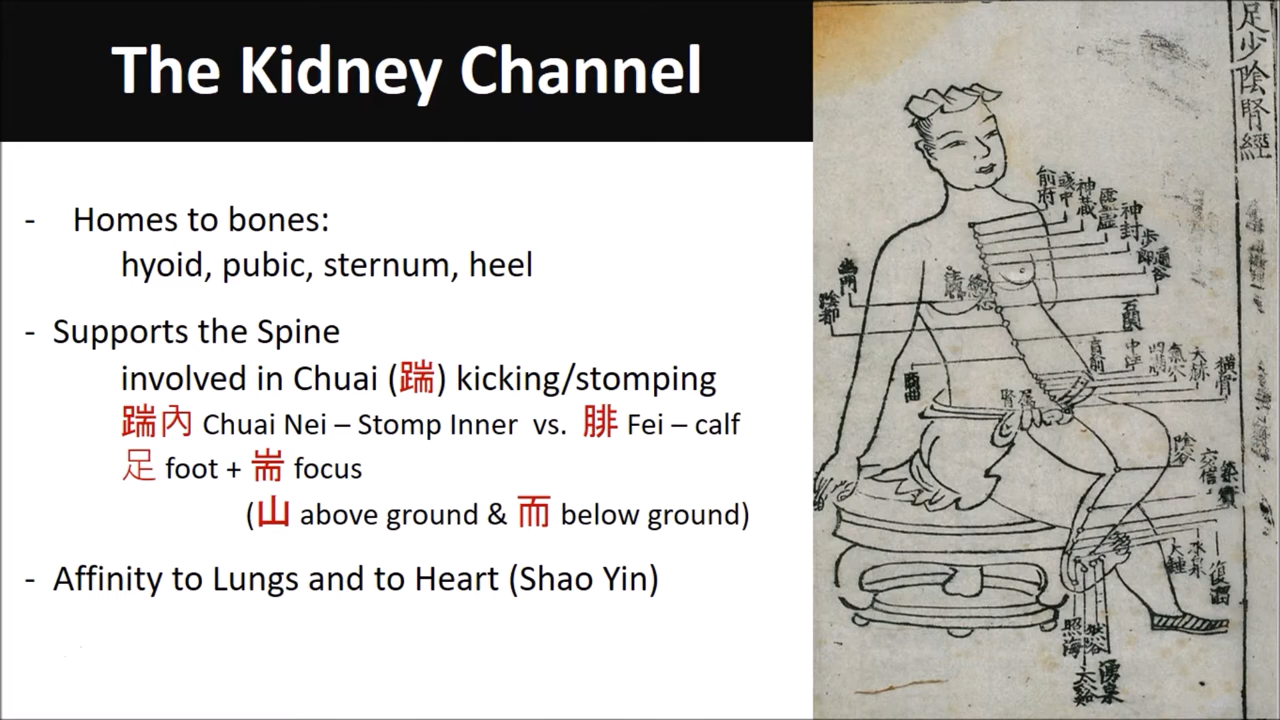 The Kidney Channel
- Homes to bones:
hyoid, pubic, sternum, heel
- Supports the Spine
involved in Chuai (踹) kicking/stomping
踹內 Chuai Nei – Stomp Inner vs. 腓 Fei – calf
足 foot + 耑 focus
(山 above ground & 而 below ground)
- Affinity to Lungs and to Heart (Shao Yin)
足少陰腎經
俞府
彧中
神藏
靈墟
神封
步郎
通谷
幽門
陰都
石關
中注
肓俞
四滿
氣穴
大赫
橫骨
商曲
陰谷
交信
築賓
復溜
水泉
大鍾
照海
然谷
太谿
湧泉